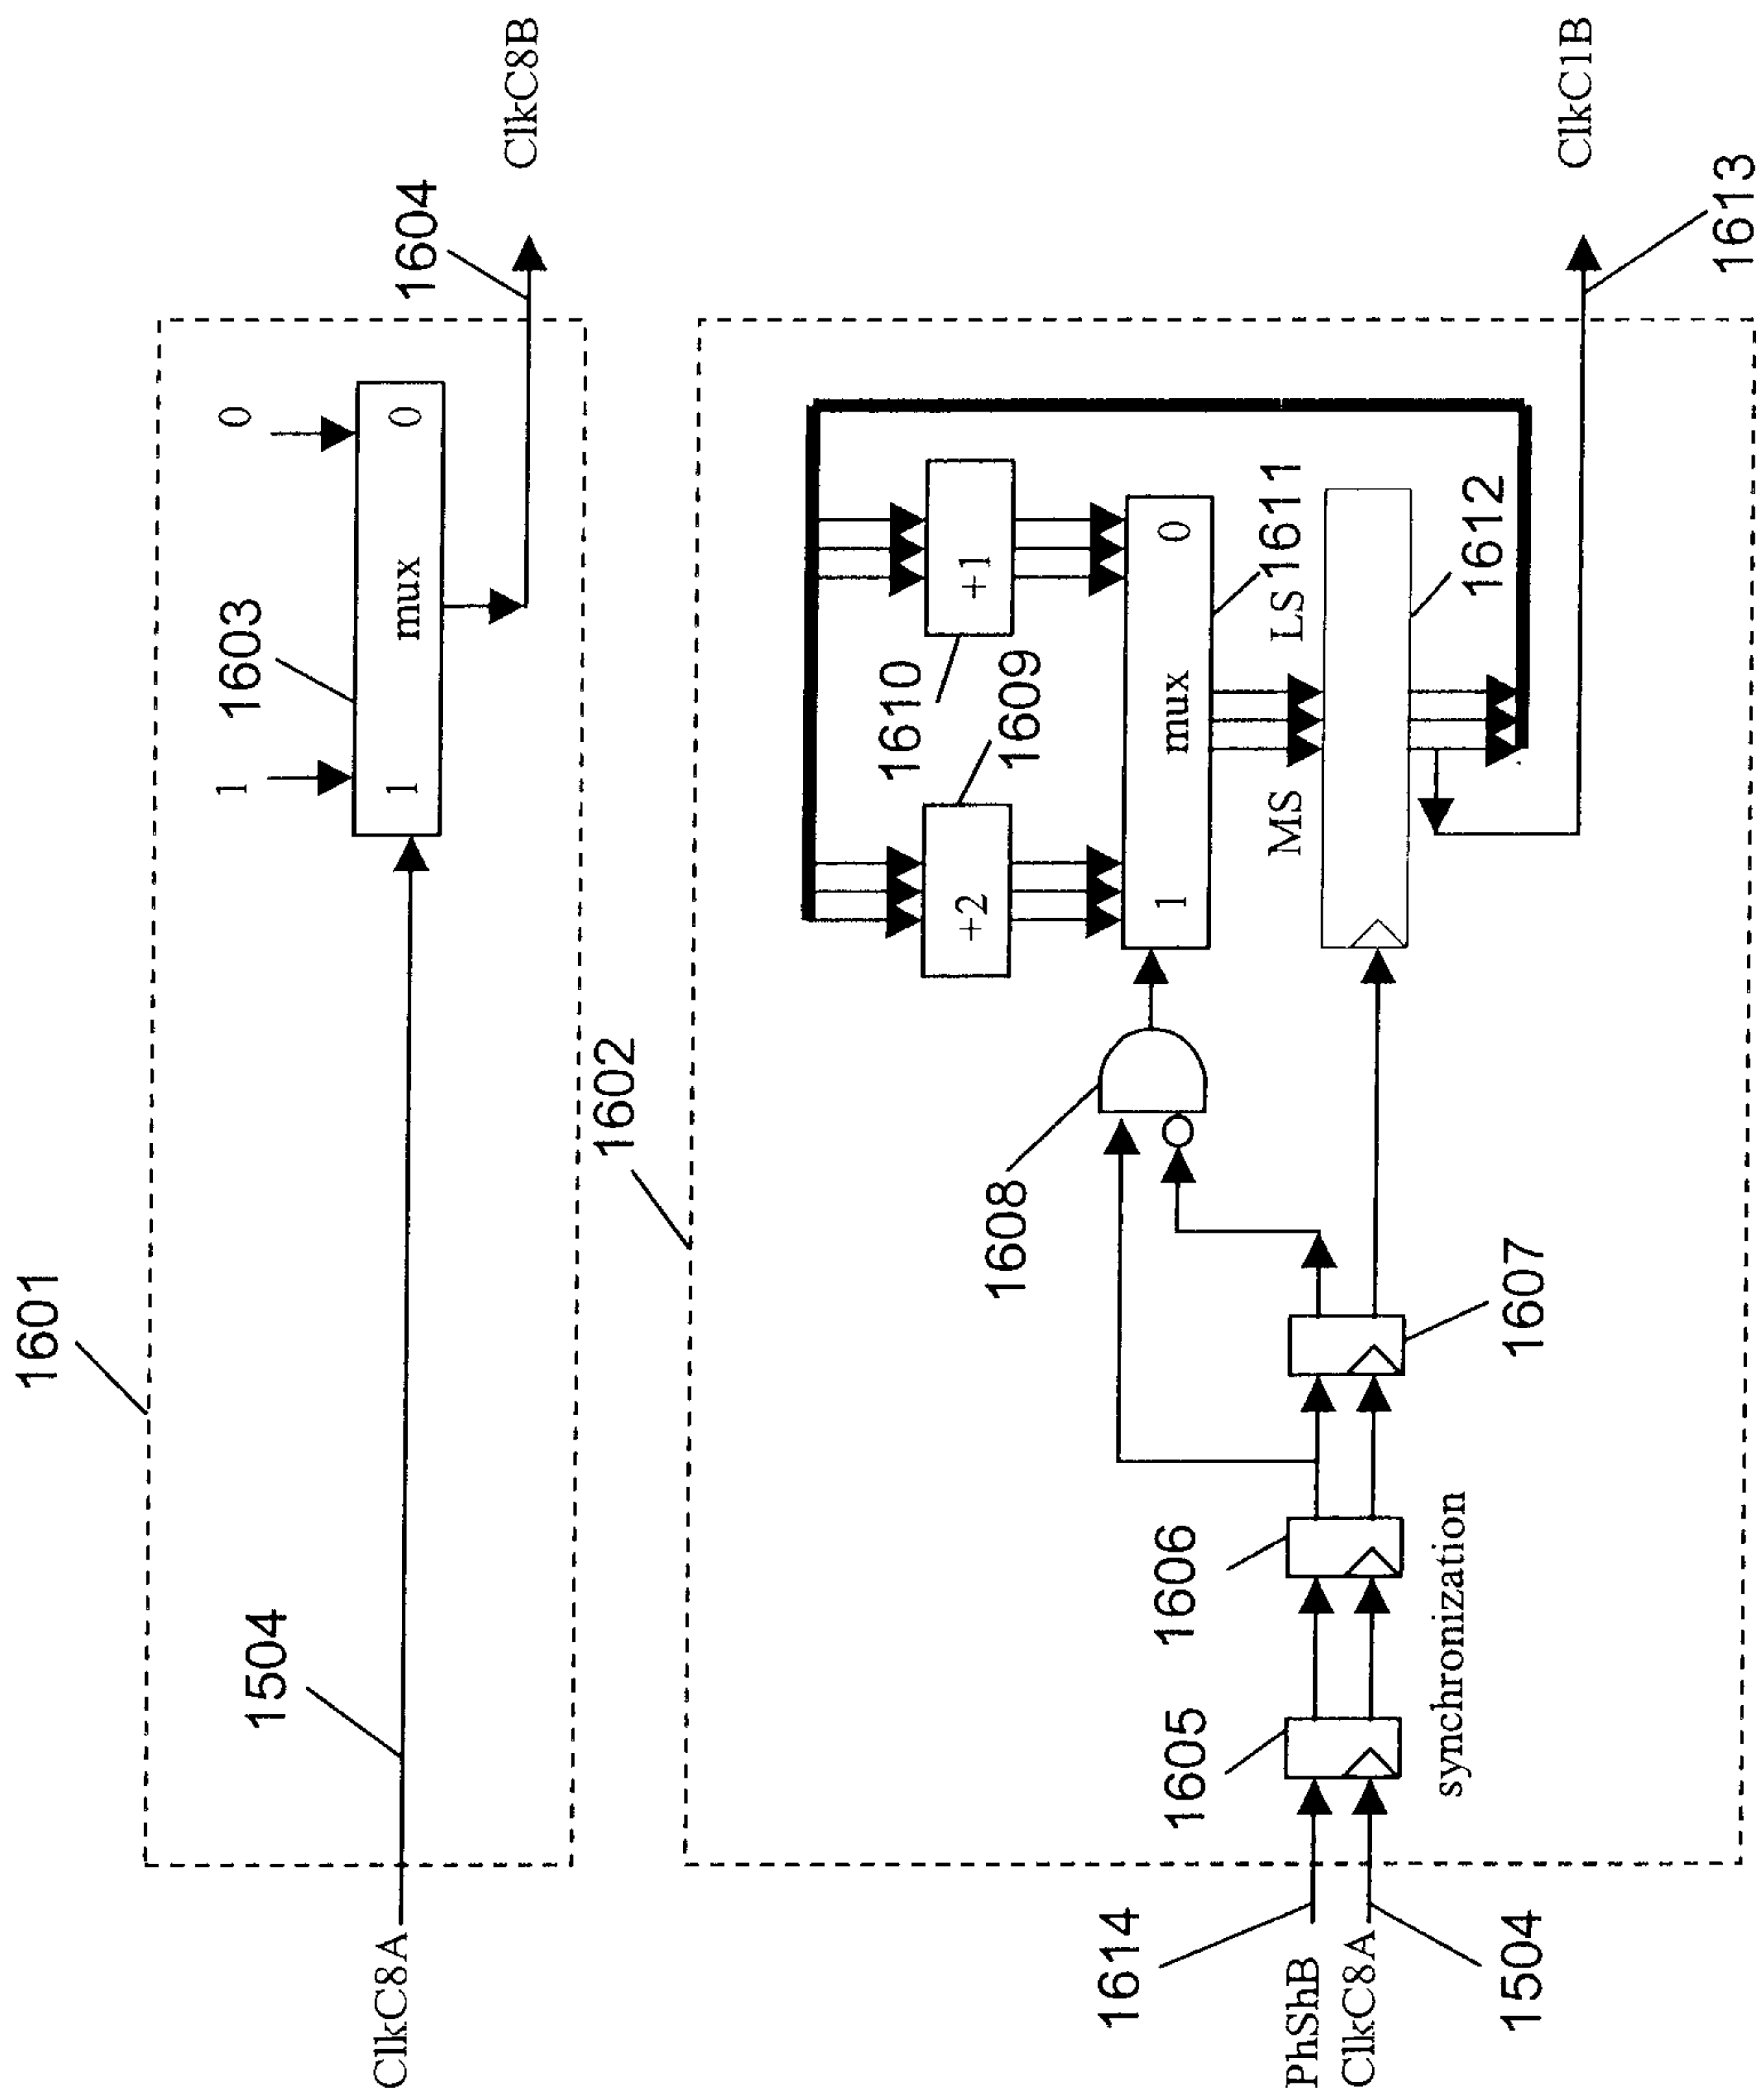 1601
ClkC8A
1504
1603
1
0
1
mux
0
1604
ClkC8B
1602
1614
PhShB
ClkC8A
1504
1605
1606
synchronization
1607
1608
+2
1609
+1
1610
1
mux
0
1611
MS
LS
1612
ClkC1B
1613